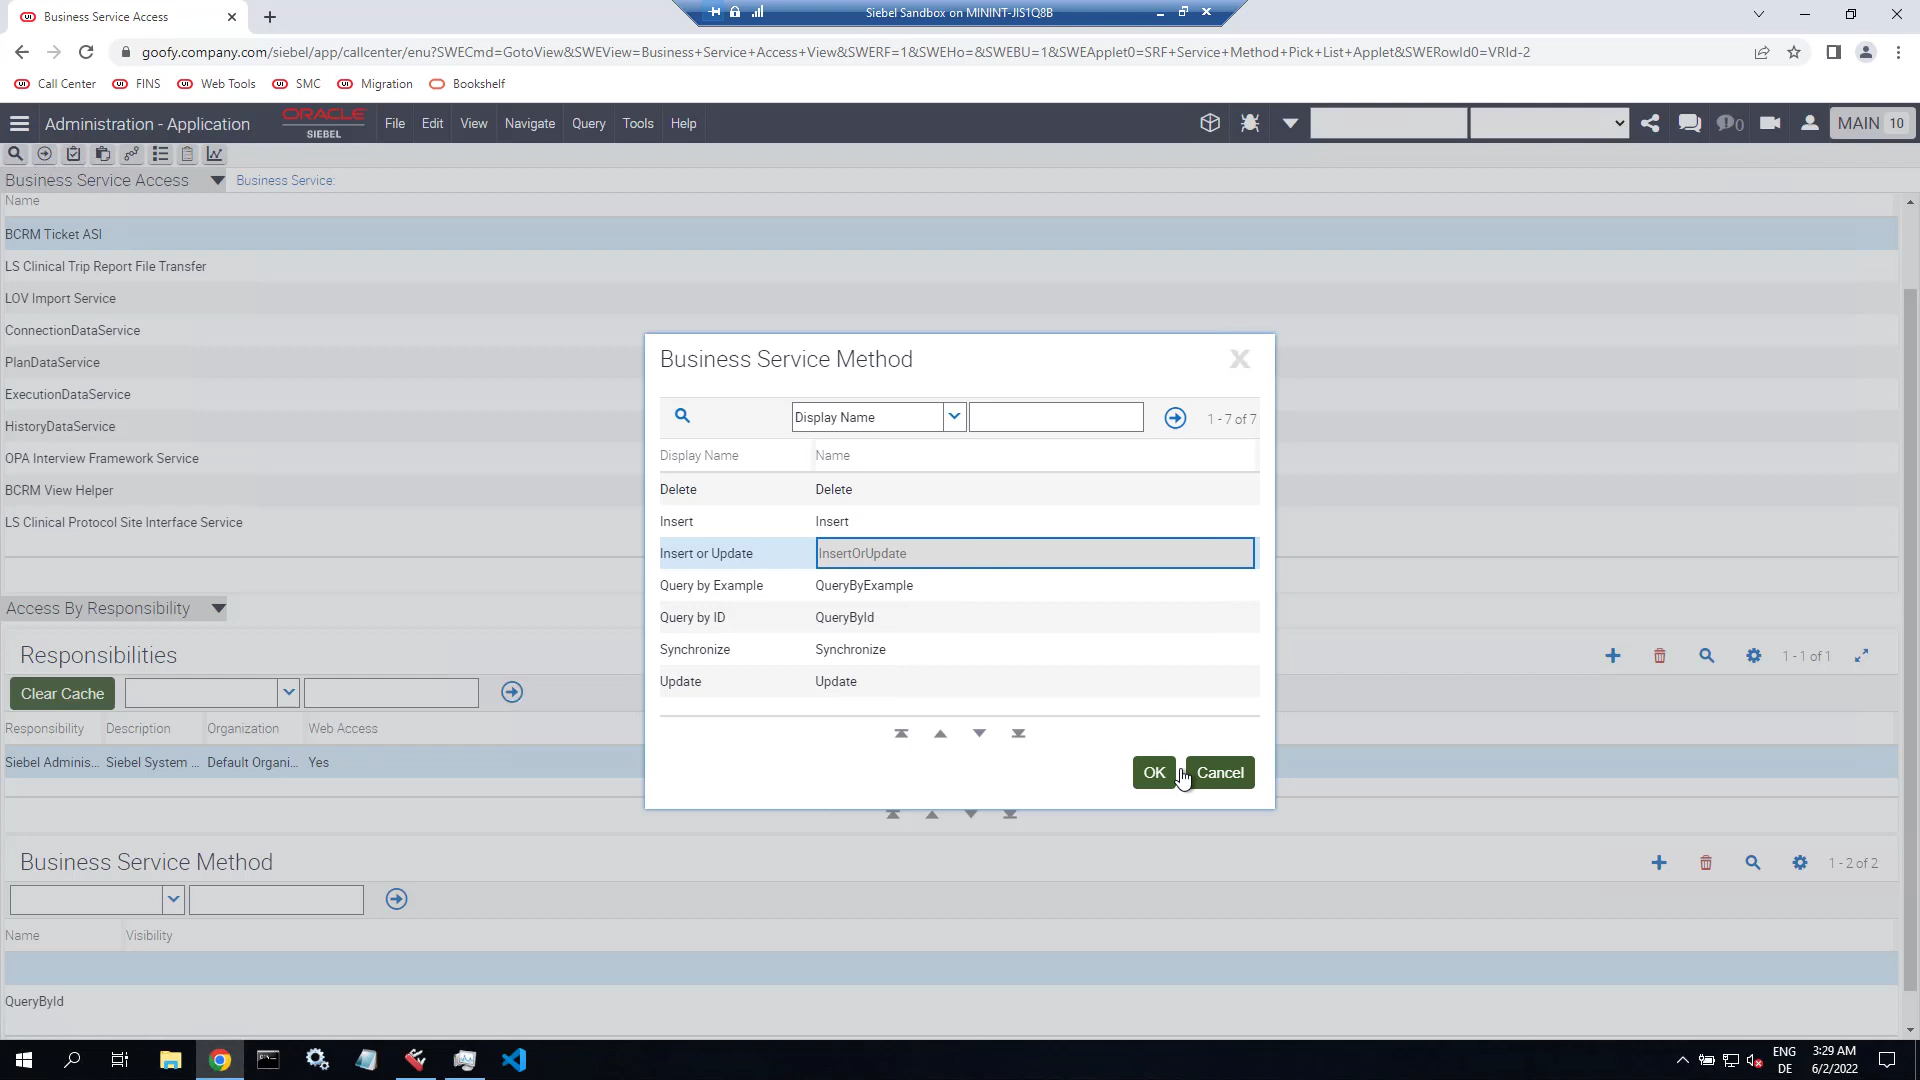 Business Service Access
Siebel Sandbox on MININT-JIS1Q8B
goofy.company.com/siebel/app/callcenter/enu?SWECmd=GotoView&SWEView=Business+Service+Access+View&SWERF=1&SWEHo=&SWEBU=1&SWEApplet0=SRF+Service+Method+Pick+List+Applet&SWERowId0=VRId-2
Call Center FINS Web Tools SMC Migration Bookshelf
Administration - Application ORACLE SIEBEL File Edit View Navigate Query Tools Help 0 MAIN 10
Business Service Access Business Service:
Name
BCRM Ticket ASI
LS Clinical Trip Report File Transfer
LOV Import Service
ConnectionDataService
PlanDataService
ExecutionDataService
HistoryDataService
OPA Interview Framework Service
BCRM View Helper
LS Clinical Protocol Site Interface Service
Business Service Method X
Display Name 1 - 7 of 7
Display Name Name
Delete Delete
Insert Insert
Insert or Update InsertOrUpdate
Query by Example QueryByExample
Query by ID QueryById
Synchronize Synchronize
Update Update
OK Cancel
Access By Responsibility
Responsibilities 1 - 1 of 1
Clear Cache
Responsibility Description Organization Web Access
Siebel Adminis... Siebel System ... Default Organi... Yes
Business Service Method 1 - 2 of 2
Name Visibility
QueryById
ENG 3:29 AM
DE 6/2/2022